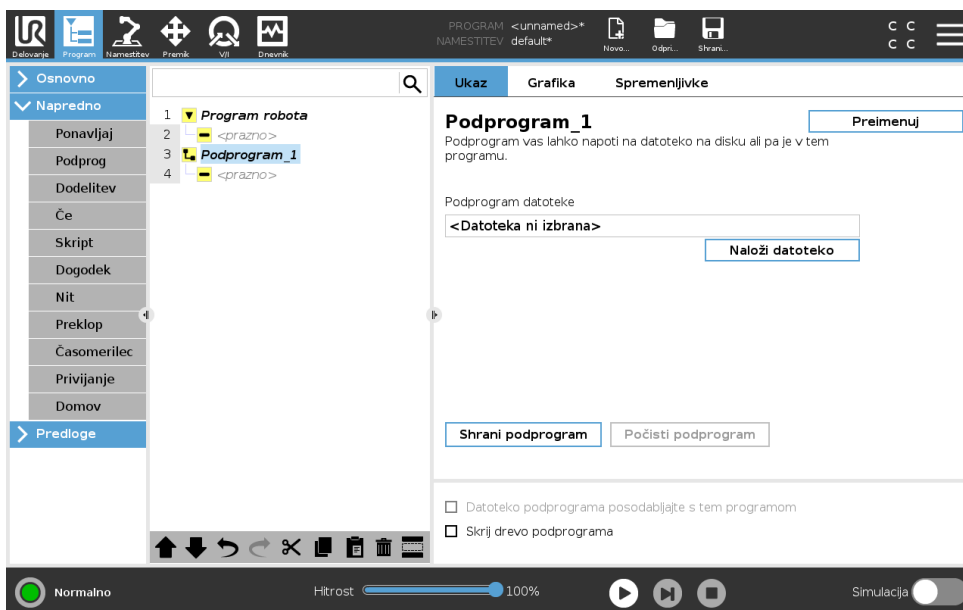 UR
PROGRAM <unnamed>*
NAMESTITEV default*
Delovanje Program Namestitev Premik V/I Dnevnik
Novo... Odpri... Shrani...
C C
C C
Osnovno
Napredno
Ponavljaj
Podprog
Dodelitev
Če
Skript
Dogodek
Nit
Preklop
Časomerilec
Privijanje
Domov
Predloge
1 Program robota
2 <prazno>
3 Podprogram_1
4 <prazno>
Ukaz Grafika Spremenljivke
Podprogram_1 Preimenuj
Podprogram vas lahko napoti na datoteko na disku ali pa je v tem
programu.
Podprogram datoteke
<Datoteka ni izbrana>
Naloži datoteko
Shrani podprogram Počisti podprogram
Datoteko podprograma posodabljajte s tem programom
Skrij drevo podprograma
Normalno Hitrost 100% Simulacija